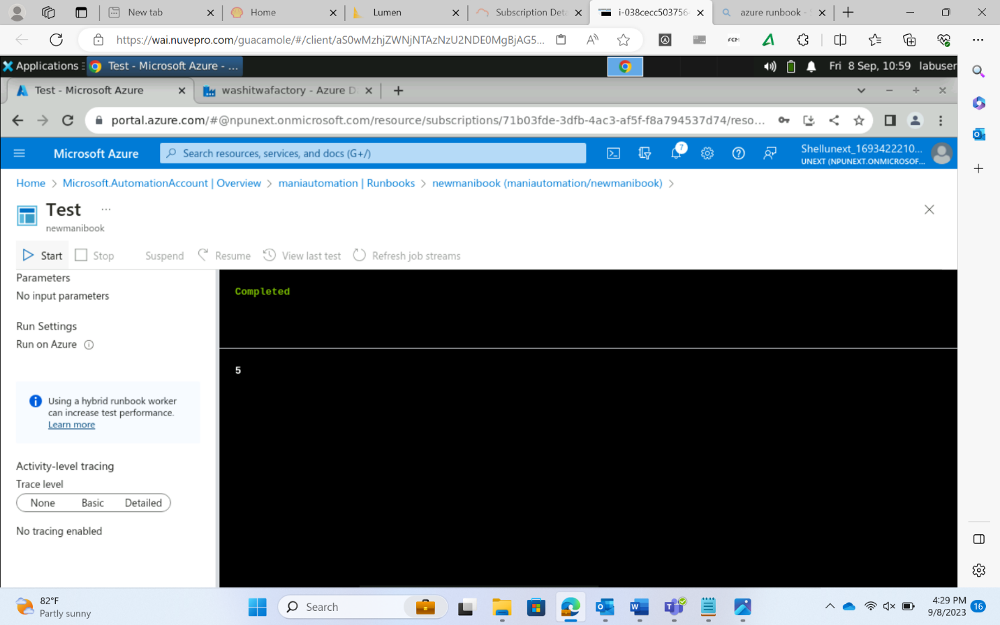 New tab
Home
Lumen
Subscription Deta
i-038cecc5037564
azure runbook -
https://wai.nuvepro.com/guacamole/#/client/aS0wMzhjZWNjNTAzNzU2NDE0MgBjAG5...
FCM
Applications
Test - Microsoft Azure - ...
Fri 8 Sep, 10:59 labuser
Test - Microsoft Azure
washitwafactory - Azure D
portal.azure.com/#@npunext.onmicrosoft.com/resource/subscriptions/71b03fde-3dfb-4ac3-af5f-f8a794537d74/reso...
Microsoft Azure
Search resources, services, and docs (G+/)
7
Shellunext_1693422210...
UNEXT (NPUNEXT.ONMICROSOF...
Home > Microsoft.AutomationAccount | Overview > maniautomation | Runbooks > newmanibook (maniautomation/newmanibook) >
Test ...
newmanibook
Start
Stop
Suspend
Resume
View last test
Refresh job streams
Parameters
No input parameters
Run Settings
Run on Azure
Using a hybrid runbook worker
can increase test performance.
Learn more
Activity-level tracing
Trace level
None Basic Detailed
No tracing enabled
Completed
5
82°F
Partly sunny
Search
4:29 PM
9/8/2023
16